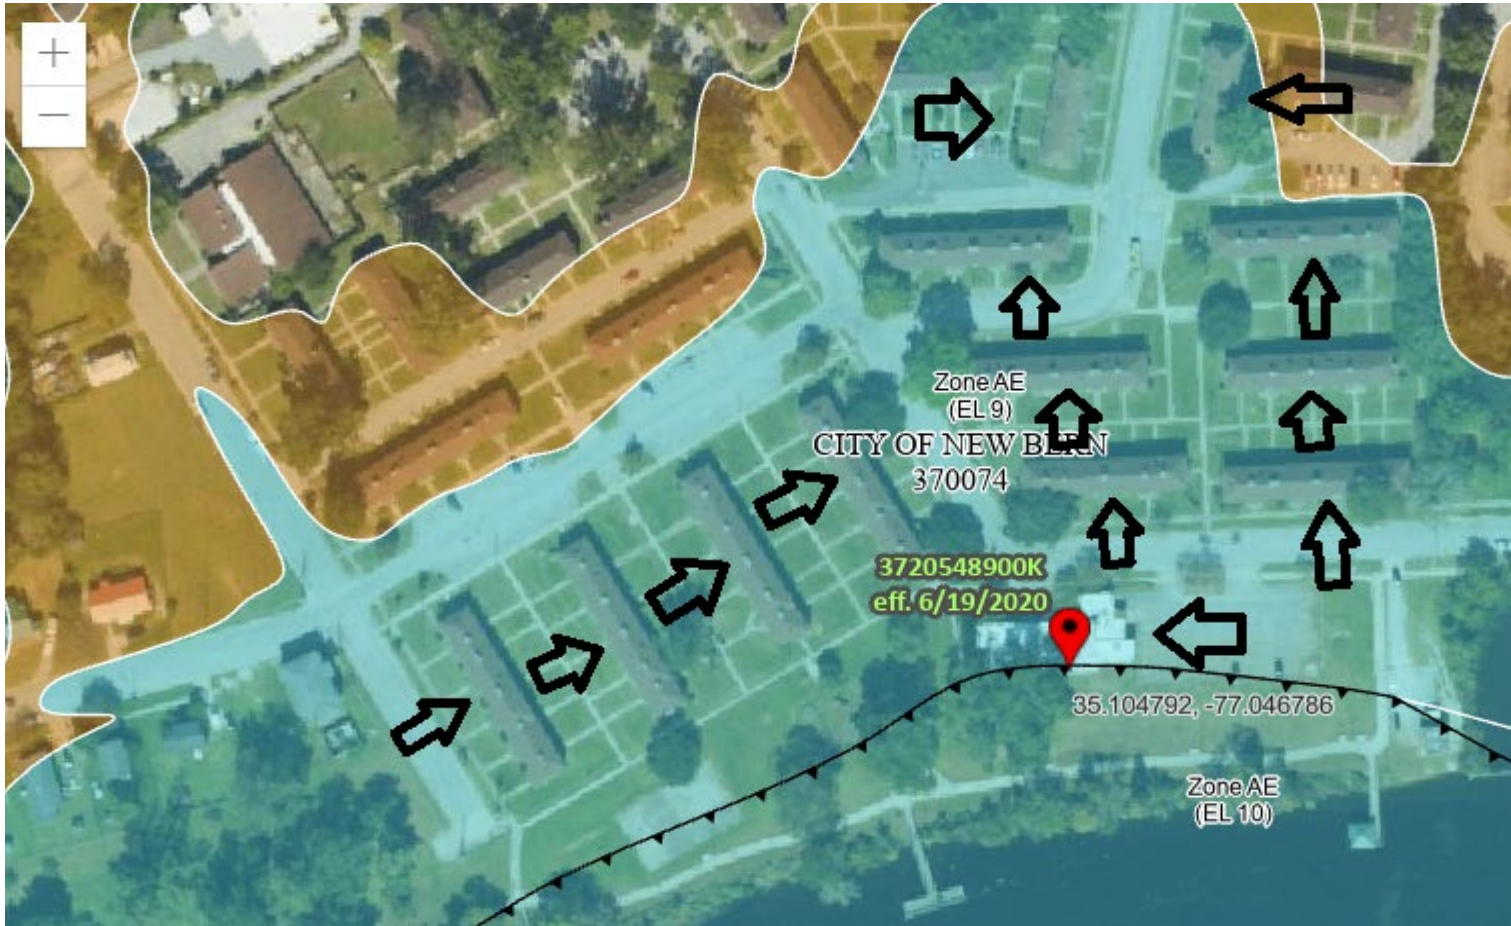 +
−
Zone AE
(EL 9)
CITY OF NEW BERN
370074
3720548900K
eff. 6/19/2020
35.104792, -77.046786
Zone AE
(EL 10)